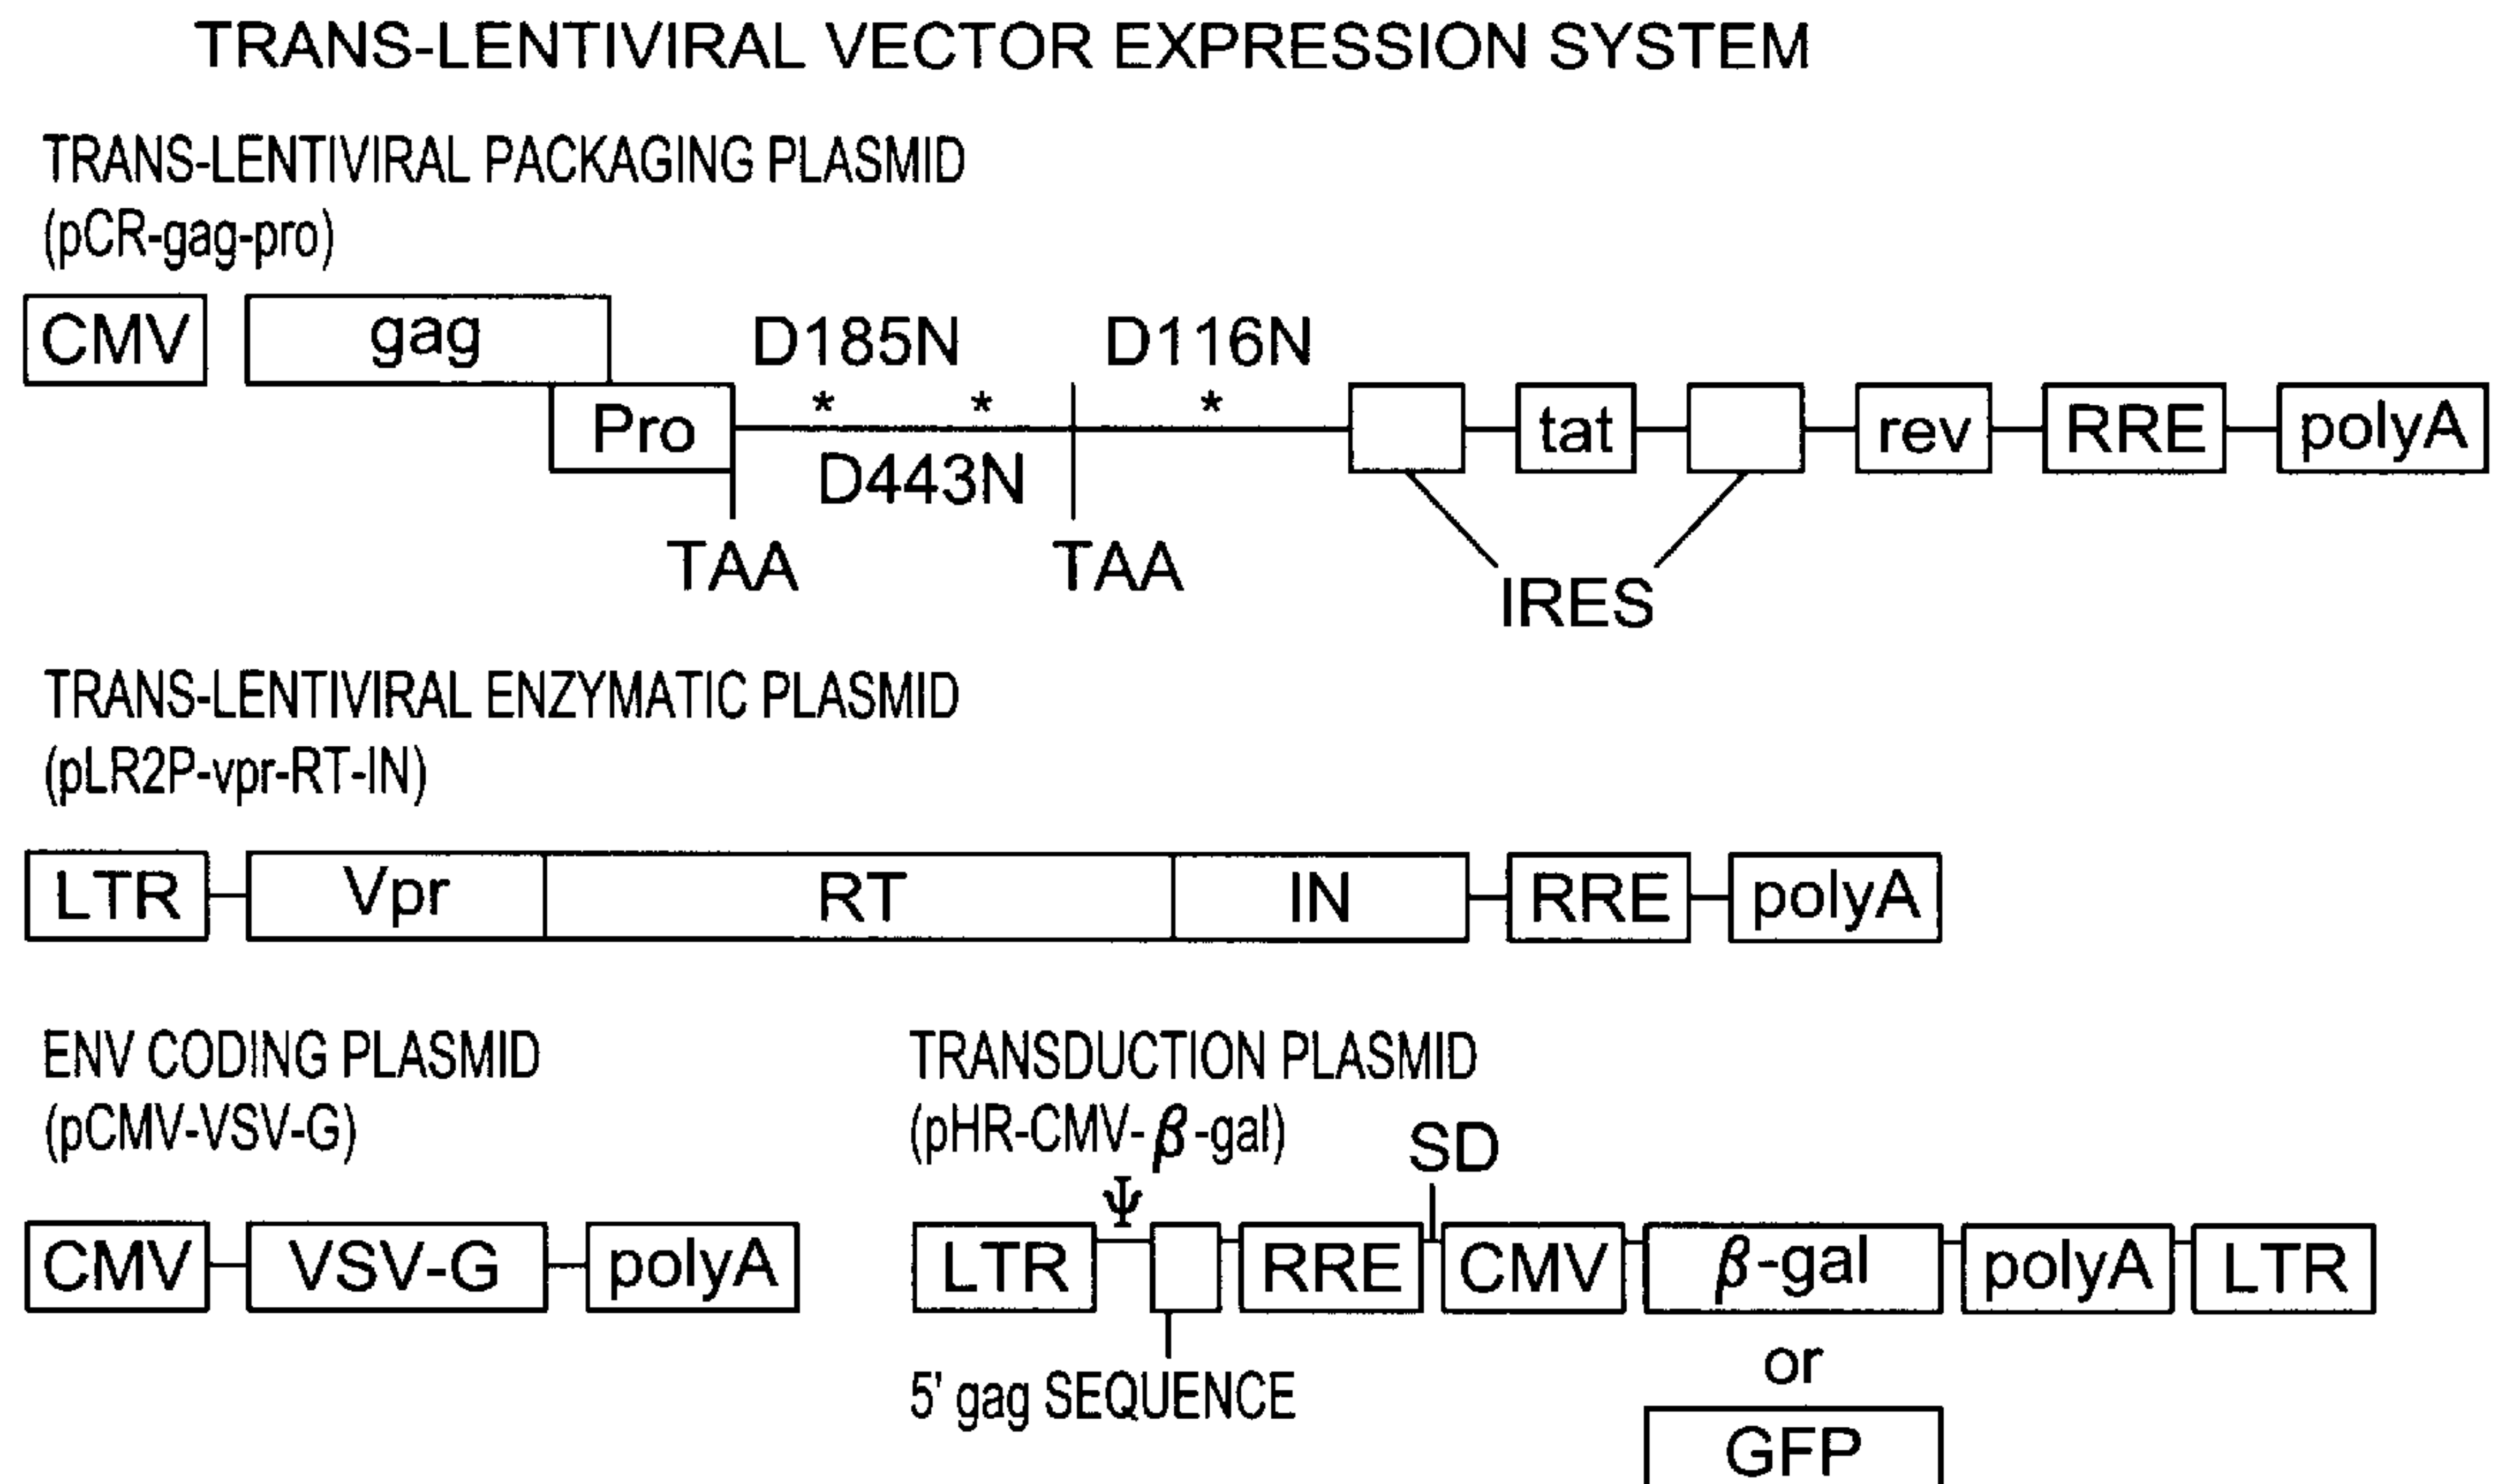 TRANS-LENTIVIRAL VECTOR EXPRESSION SYSTEM
TRANS-LENTIVIRAL PACKAGING PLASMID
(pCR-gag-pro)
CMV gag D185N D116N
* * *
Pro tat rev RRE polyA
D443N
TAA TAA
IRES
TRANS-LENTIVIRAL ENZYMATIC PLASMID
(pLR2P-vpr-RT-IN)
LTR Vpr RT IN RRE polyA
ENV CODING PLASMID
(pCMV-VSV-G)
CMV VSV-G polyA
TRANSDUCTION PLASMID
(pHR-CMV-β-gal)
SD
Ψ
LTR RRE CMV β-gal polyA LTR
5' gag SEQUENCE
or
GFP